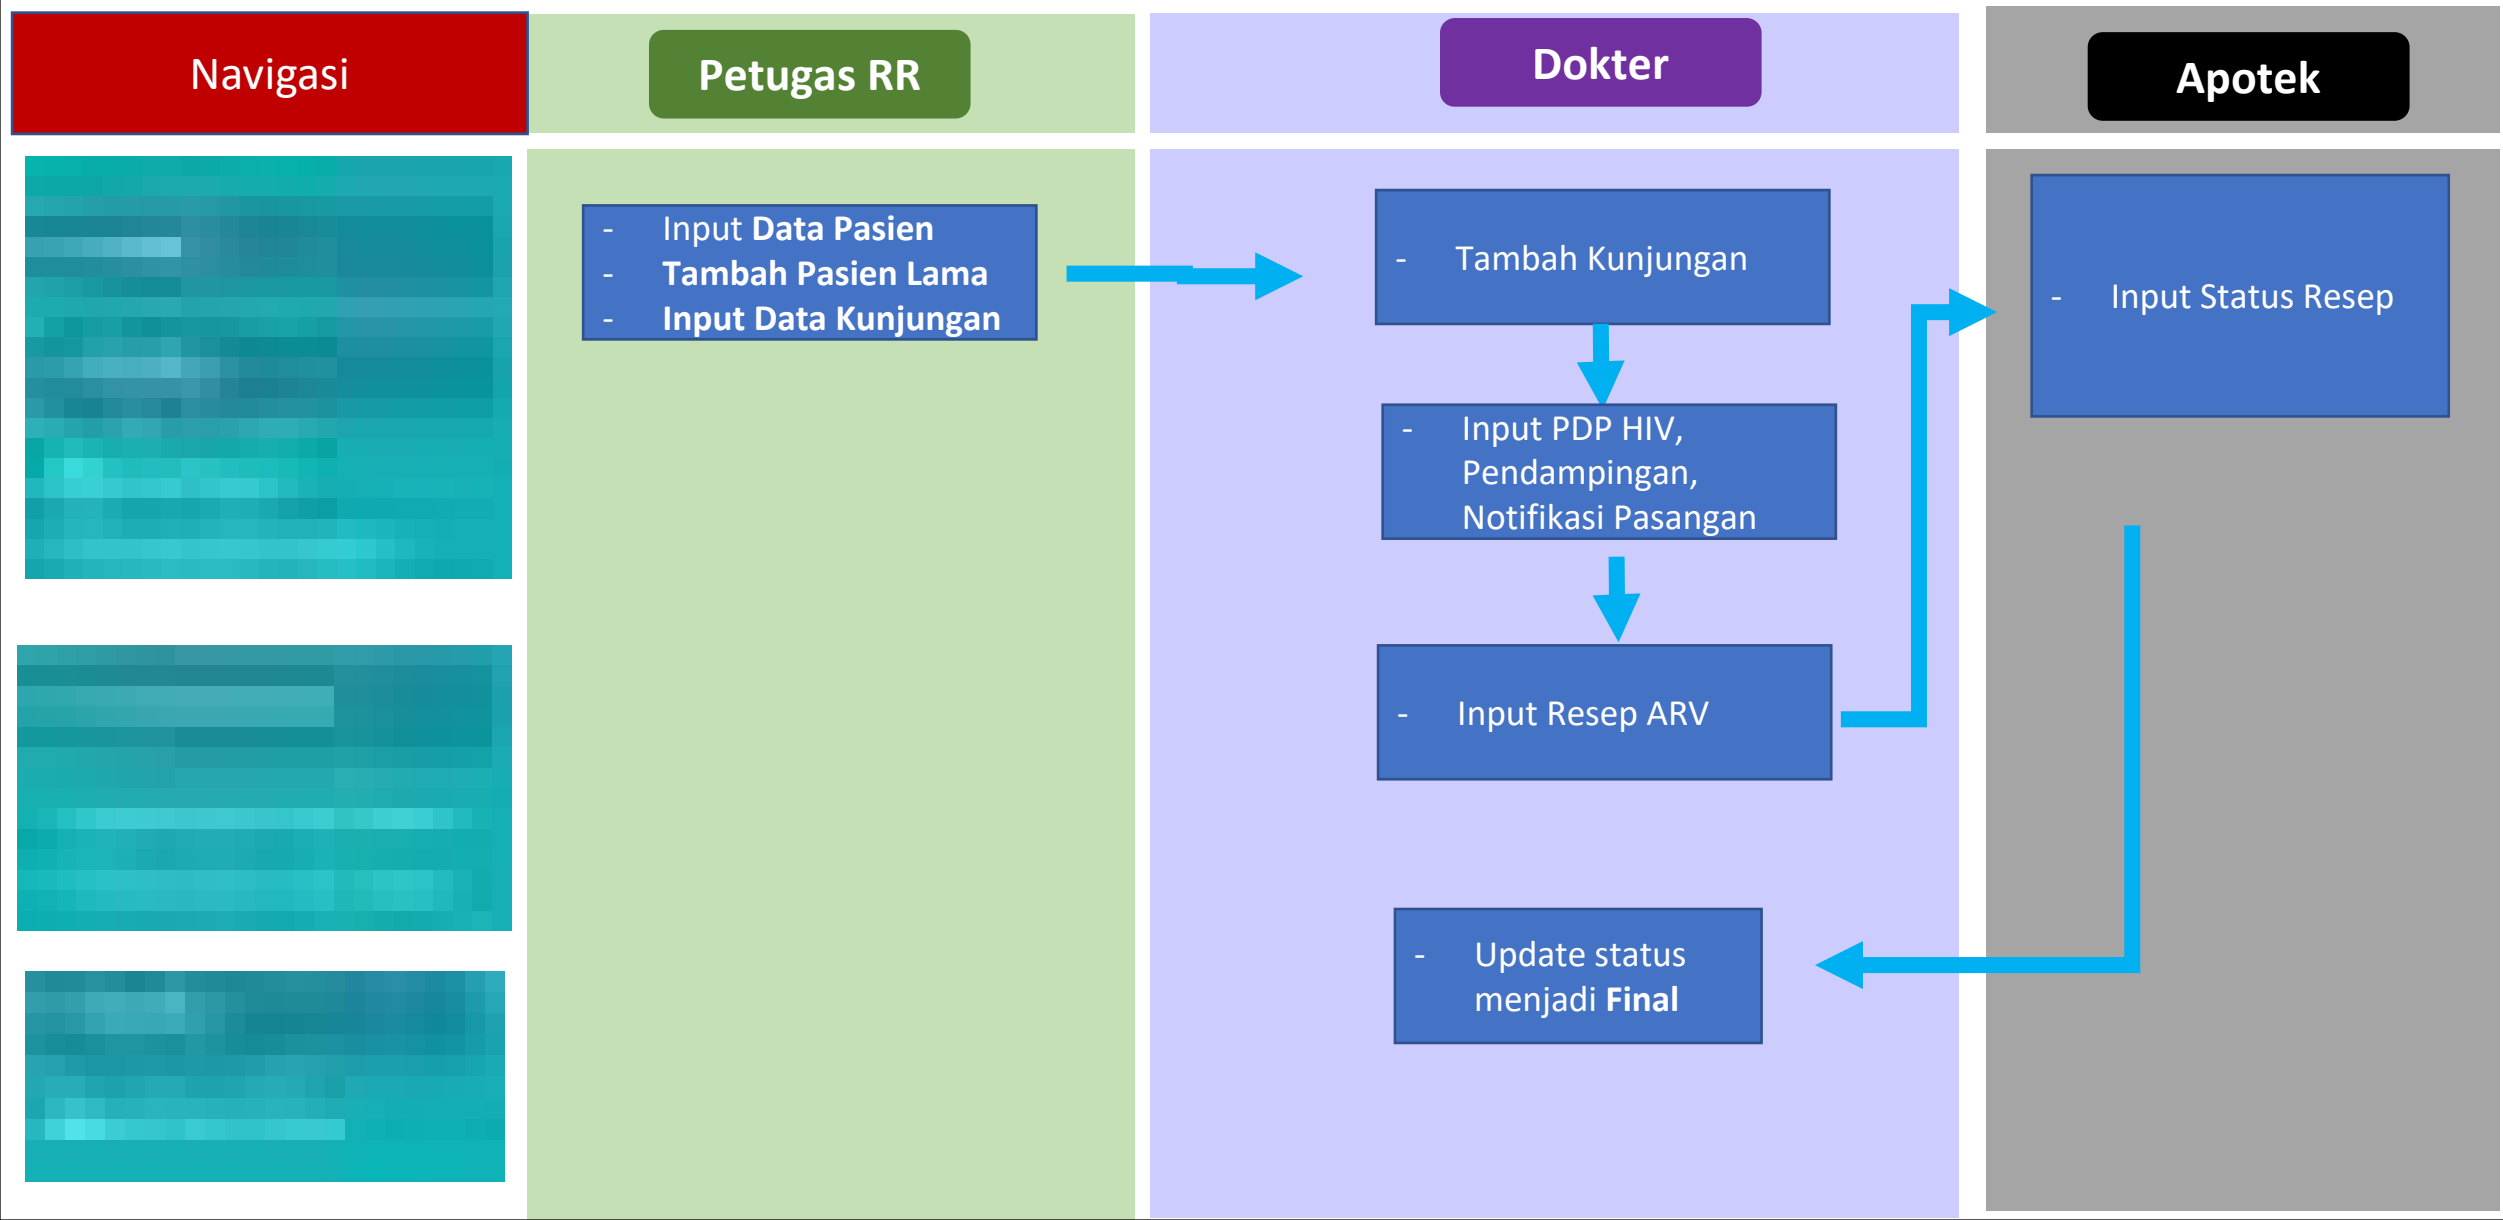 Navigasi
Petugas RR
Dokter
Apotek
- Input Data Pasien
- Tambah Pasien Lama
- Input Data Kunjungan
- Tambah Kunjungan
- Input PDP HIV,
Pendampingan,
Notifikasi Pasangan
- Input Resep ARV
- Update status
menjadi Final
- Input Status Resep